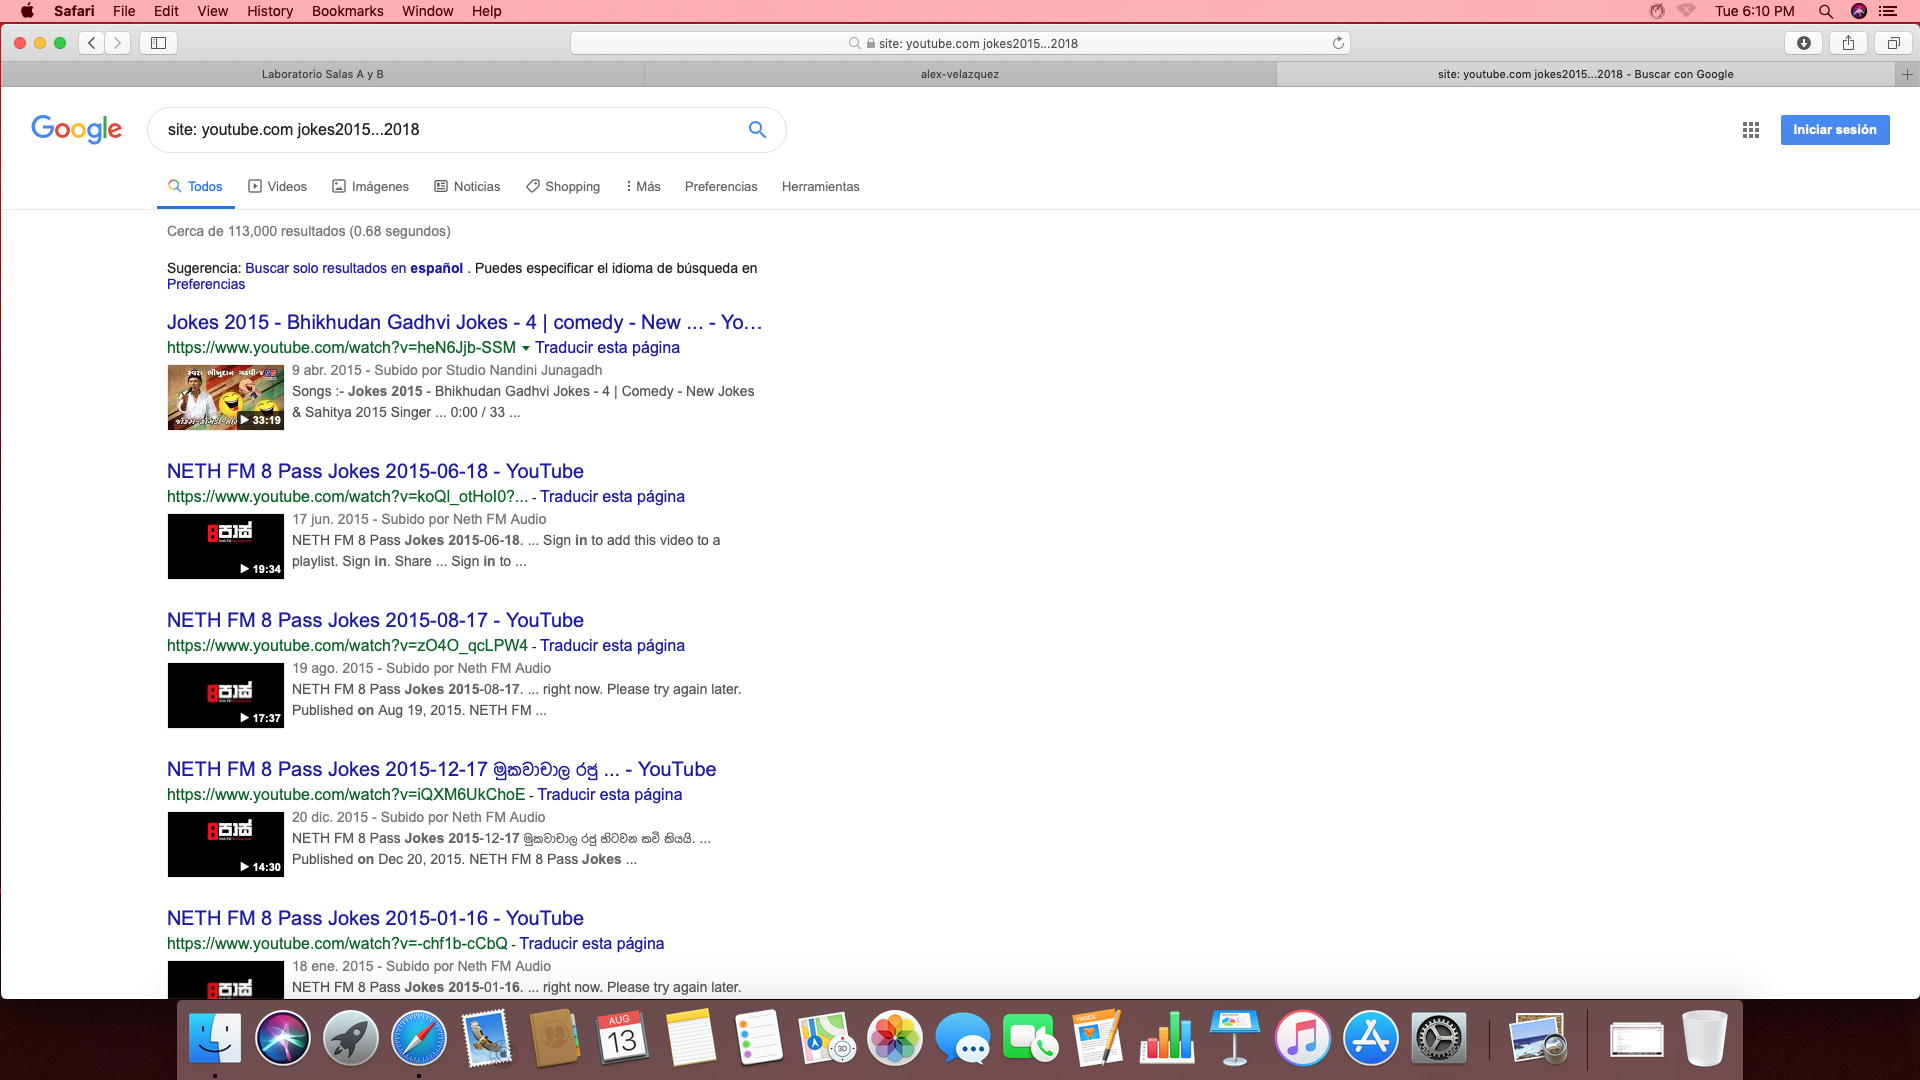 Safari File Edit View History Bookmarks Window Help Tue 6:10 PM
site: youtube.com jokes2015...2018
Laboratorio Salas A y B
alex-velazquez
site: youtube.com jokes2015...2018 - Buscar con Google
Google
site: youtube.com jokes2015...2018
Iniciar sesión
Todos Videos Imágenes Noticias Shopping Más Preferencias Herramientas
Cerca de 113,000 resultados (0.68 segundos)
Sugerencia: Buscar solo resultados en español . Puedes especificar el idioma de búsqueda en
Preferencias
Jokes 2015 - Bhikhudan Gadhvi Jokes - 4 | comedy - New ... - Yo...
https://www.youtube.com/watch?v=heN6Jjb-SSM Traducir esta página
9 abr. 2015 - Subido por Studio Nandini Junagadh
Songs :- Jokes 2015 - Bhikhudan Gadhvi Jokes - 4 | Comedy - New Jokes
& Sahitya 2015 Singer ... 0:00 / 33 ...
33:19
NETH FM 8 Pass Jokes 2015-06-18 - YouTube
https://www.youtube.com/watch?v=koQl_otHoI0?... - Traducir esta página
17 jun. 2015 - Subido por Neth FM Audio
NETH FM 8 Pass Jokes 2015-06-18. ... Sign in to add this video to a
playlist. Sign in. Share ... Sign in to ...
8පාස්
19:34
NETH FM 8 Pass Jokes 2015-08-17 - YouTube
https://www.youtube.com/watch?v=zO4O_qcLPW4 - Traducir esta página
19 ago. 2015 - Subido por Neth FM Audio
NETH FM 8 Pass Jokes 2015-08-17. ... right now. Please try again later.
Published on Aug 19, 2015. NETH FM ...
8පාස්
17:37
NETH FM 8 Pass Jokes 2015-12-17 මුකවාචාල රජු ... - YouTube
https://www.youtube.com/watch?v=iQXM6UkChoE - Traducir esta página
20 dic. 2015 - Subido por Neth FM Audio
NETH FM 8 Pass Jokes 2015-12-17 මුකවාචාල රජු හිටවන කවි කියයි. ...
Published on Dec 20, 2015. NETH FM 8 Pass Jokes ...
8පාස්
14:30
NETH FM 8 Pass Jokes 2015-01-16 - YouTube
https://www.youtube.com/watch?v=-chf1b-cCbQ - Traducir esta página
18 ene. 2015 - Subido por Neth FM Audio
NETH FM 8 Pass Jokes 2015-01-16. ... right now. Please try again later.
8පාස්
AUG
13
3D
PAGES